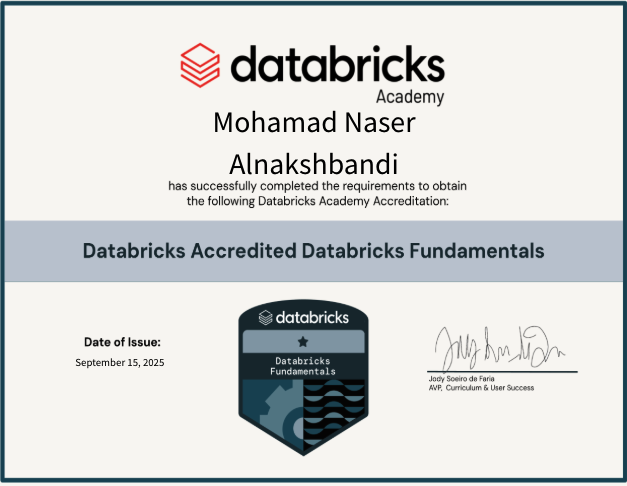 databricks
Academy
Mohamad Naser
Alnakshbandi
has successfully completed the requirements to obtain
the following Databricks Academy Accreditation:
Databricks Accredited Databricks Fundamentals
databricks
Databricks
Fundamentals
Date of Issue:
September 15, 2025
Jody Soeiro de Faria
AVP, Curriculum & User Success